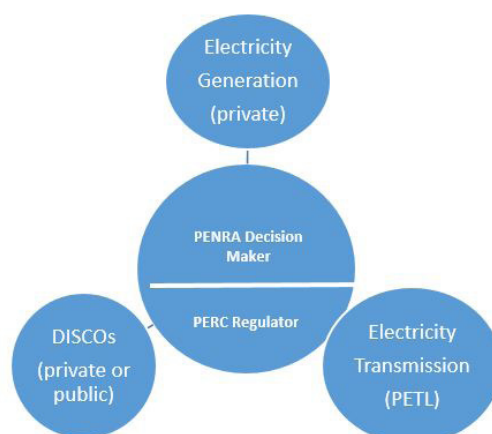 Electricity
Generation
(private)
PENRA Decision
Maker
PERC Regulator
DISCOs
(private or
public)
Electricity
Transmission
(PETL)